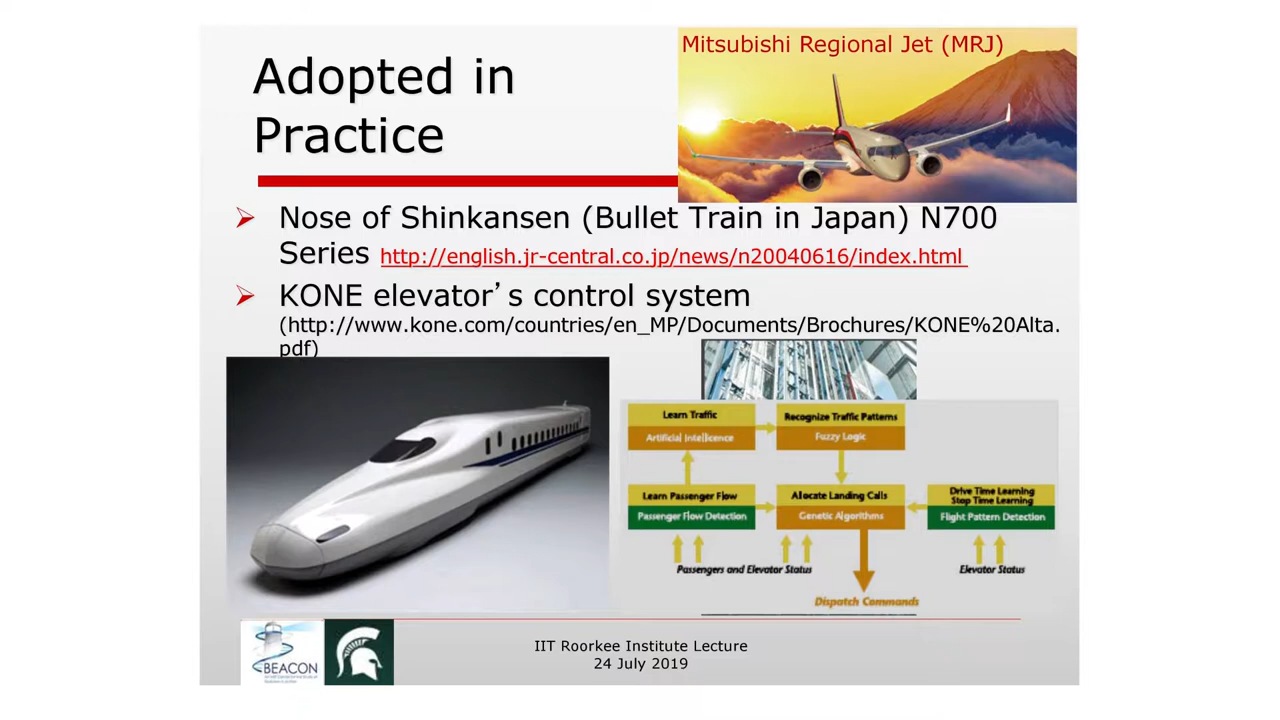 Mitsubishi Regional Jet (MRJ)
Adopted in
Practice
Nose of Shinkansen (Bullet Train in Japan) N700
Series http://english.jr-central.co.jp/news/n20040616/index.html
KONE elevator’s control system
(http://www.kone.com/countries/en_MP/Documents/Brochures/KONE%20Alta.
pdf)
Learn Traffic
Artificial Intelligence
Recognize Traffic Patterns
Fuzzy Logic
Learn Passenger Flow
Passenger Flow Detection
Allocate Landing Calls
Genetic Algorithms
Drive Time Learning
Stop Time Learning
Flight Pattern Detection
Passengers and Elevator Status
Elevator Status
Dispatch Commands
BEACON
IIT Roorkee Institute Lecture
24 July 2019